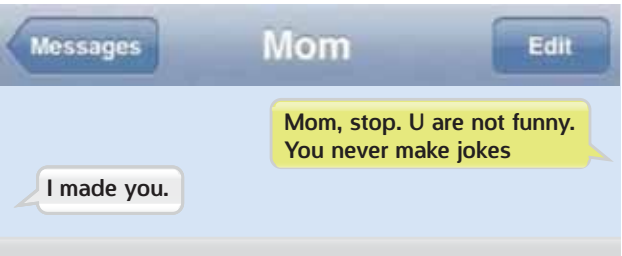 Messages Mom Edit
Mom, stop. U are not funny.
You never make jokes
I made you.